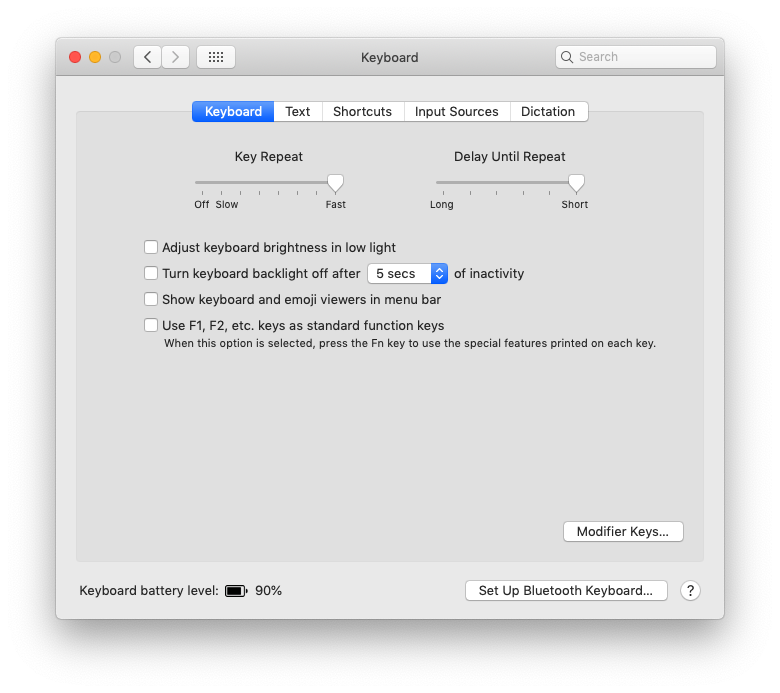 Keyboard
Search
Keyboard Text Shortcuts Input Sources Dictation
Key Repeat Delay Until Repeat
Off Slow Fast Long Short
Adjust keyboard brightness in low light
Turn keyboard backlight off after 5 secs of inactivity
Show keyboard and emoji viewers in menu bar
Use F1, F2, etc. keys as standard function keys
When this option is selected, press the Fn key to use the special features printed on each key.
Modifier Keys...
Keyboard battery level: 90% Set Up Bluetooth Keyboard... ?